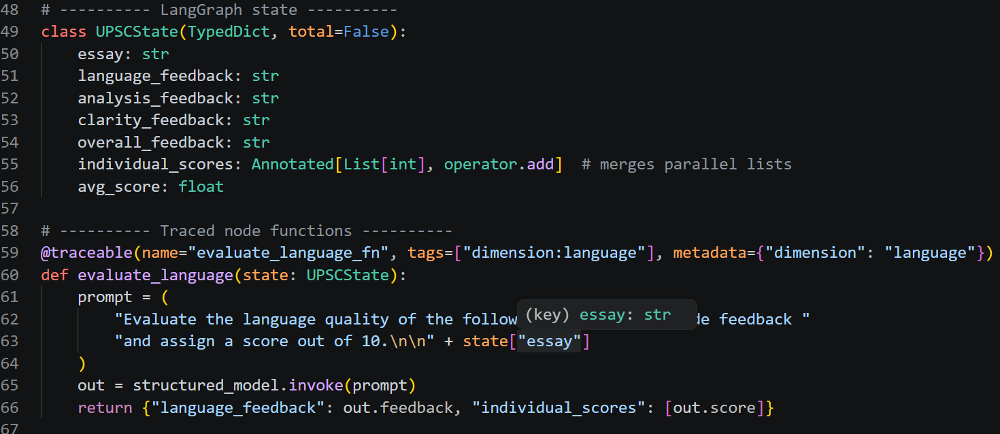 48 # ---------- LangGraph state ----------
49 class UPSCState(TypedDict, total=False):
50     essay: str
51     language_feedback: str
52     analysis_feedback: str
53     clarity_feedback: str
54     overall_feedback: str
55     individual_scores: Annotated[List[int], operator.add]  # merges parallel lists
56     avg_score: float
57
58 # ---------- Traced node functions ----------
59 @traceable(name="evaluate_language_fn", tags=["dimension:language"], metadata={"dimension": "language"})
60 def evaluate_language(state: UPSCState):
61     prompt = (
(key) essay: str
62         "Evaluate the language quality of the follow de feedback "
63         "and assign a score out of 10.\n\n" + state["essay"]
64     )
65     out = structured_model.invoke(prompt)
66     return {"language_feedback": out.feedback, "individual_scores": [out.score]}
67